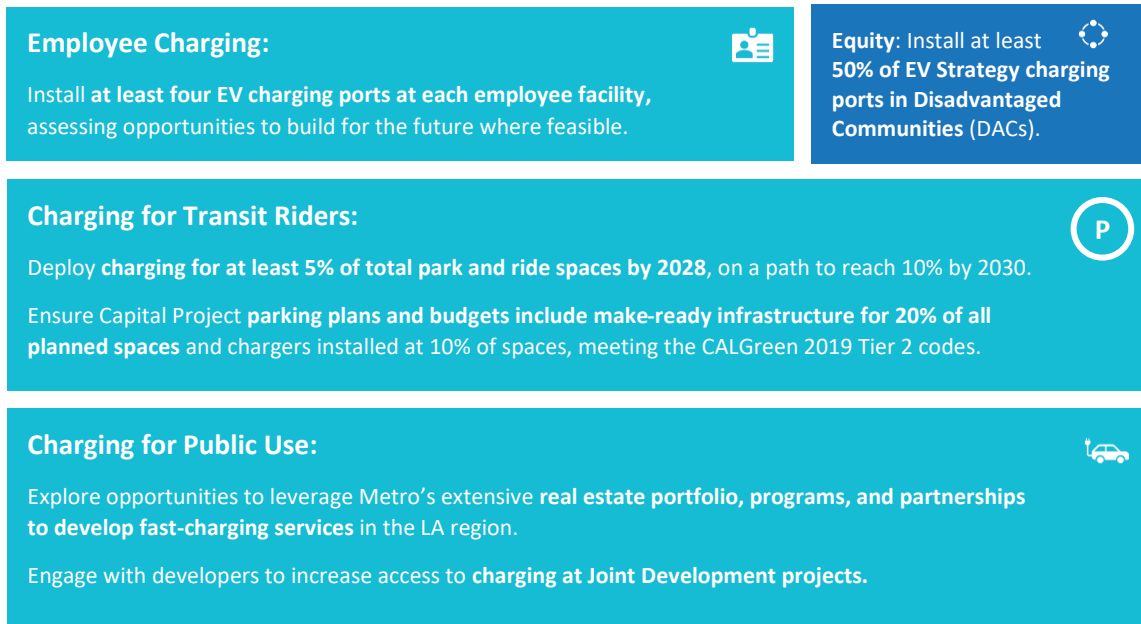 Employee Charging:
Install at least four EV charging ports at each employee facility,
assessing opportunities to build for the future where feasible.
Equity: Install at least
50% of EV Strategy charging
ports in Disadvantaged
Communities (DACs).
Charging for Transit Riders:
P
Deploy charging for at least 5% of total park and ride spaces by 2028, on a path to reach 10% by 2030.
Ensure Capital Project parking plans and budgets include make-ready infrastructure for 20% of all
planned spaces and chargers installed at 10% of spaces, meeting the CALGreen 2019 Tier 2 codes.
Charging for Public Use:
Explore opportunities to leverage Metro’s extensive real estate portfolio, programs, and partnerships
to develop fast-charging services in the LA region.
Engage with developers to increase access to charging at Joint Development projects.